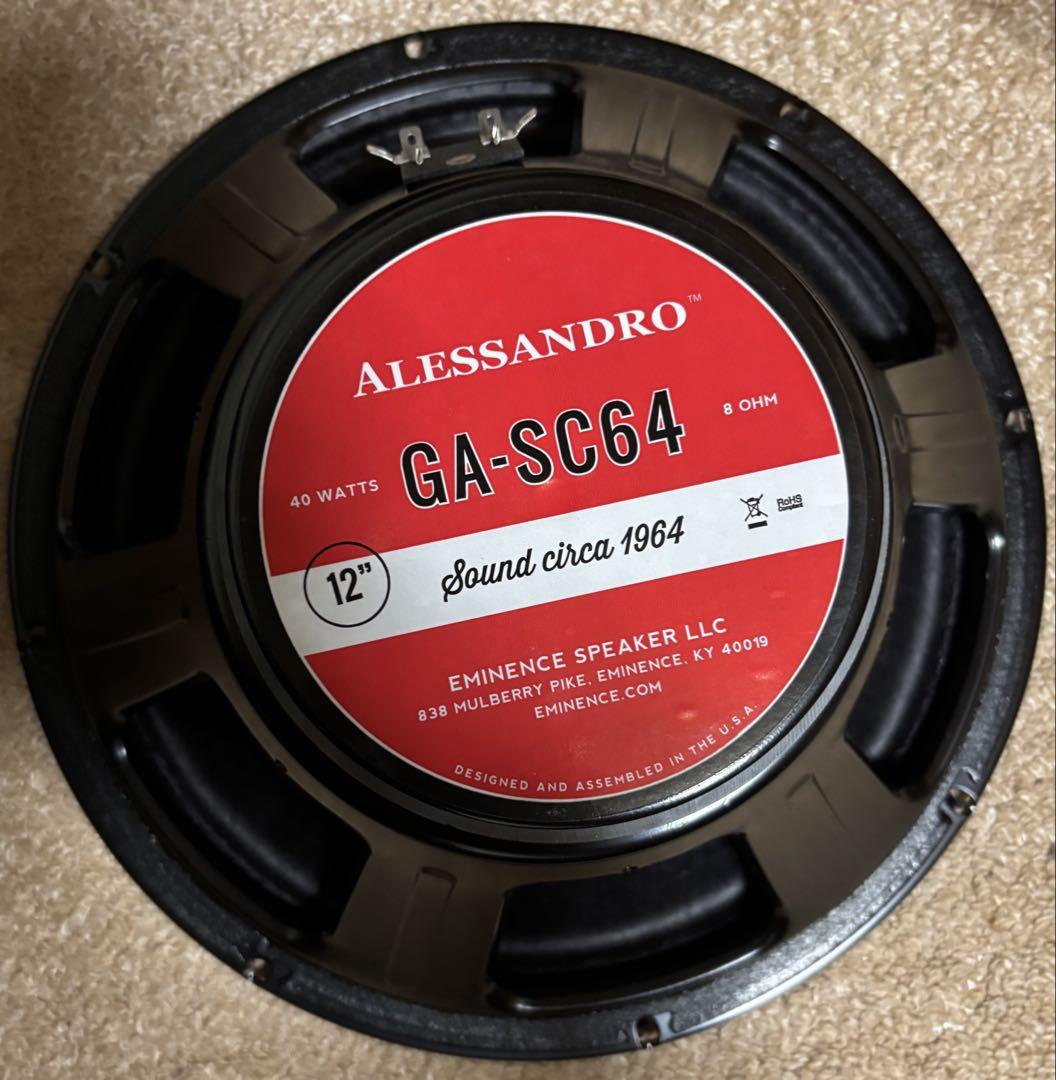 ALESSANDRO™
GA-SC64
8 OHM
40 WATTS
12”
Sound circa 1964
RoHS
Compliant
EMINENCE SPEAKER LLC
838 MULBERRY PIKE, EMINENCE, KY 40019
EMINENCE.COM
DESIGNED AND ASSEMBLED IN THE U.S.A.